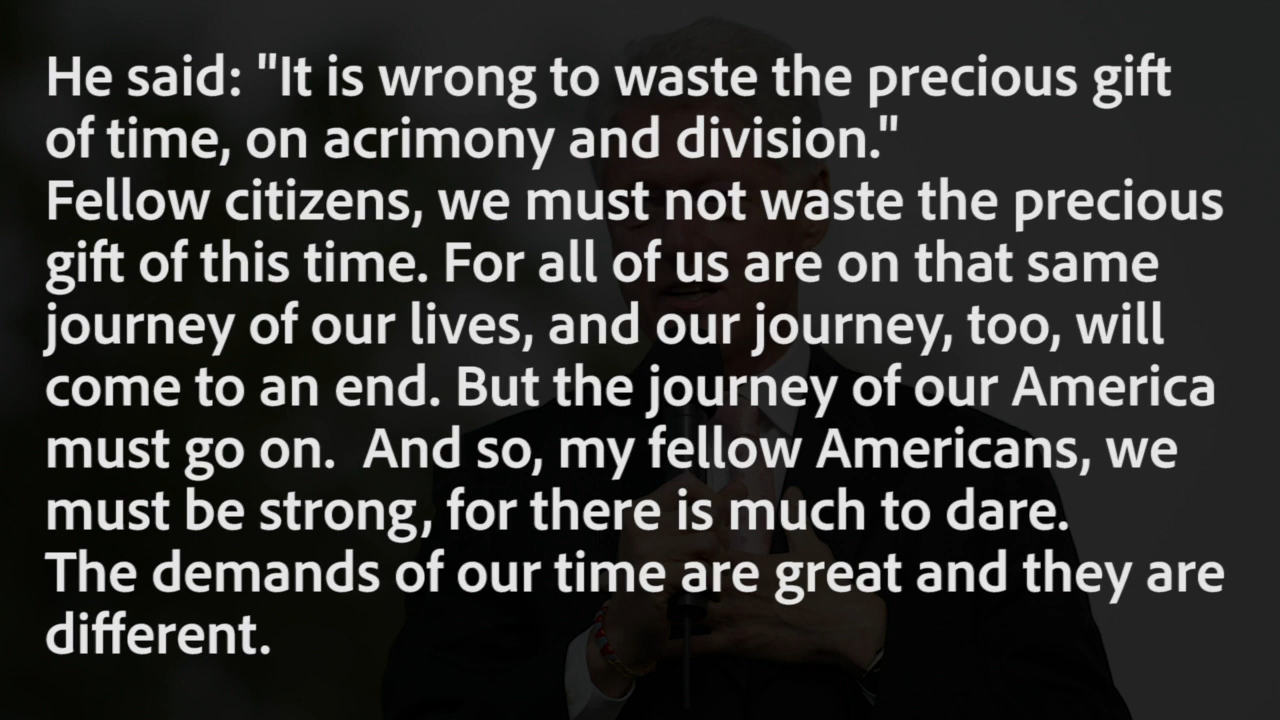 He said: "It is wrong to waste the precious gift
of time, on acrimony and division."
Fellow citizens, we must not waste the precious
gift of this time. For all of us are on that same
journey of our lives, and our journey, too, will
come to an end. But the journey of our America
must go on.  And so, my fellow Americans, we
must be strong, for there is much to dare.
The demands of our time are great and they are
different.